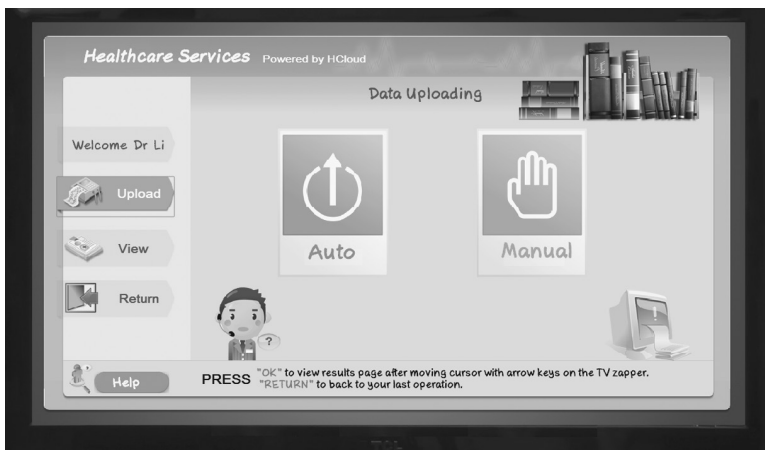 Healthcare Services Powered by HCloud
Data Uploading
Welcome Dr Li
Upload
View
Return
Auto
Manual
?
!
Help
PRESS "OK" to view results page after moving cursor with arrow keys on the TV zapper.
"RETURN" to back to your last operation.
TCL